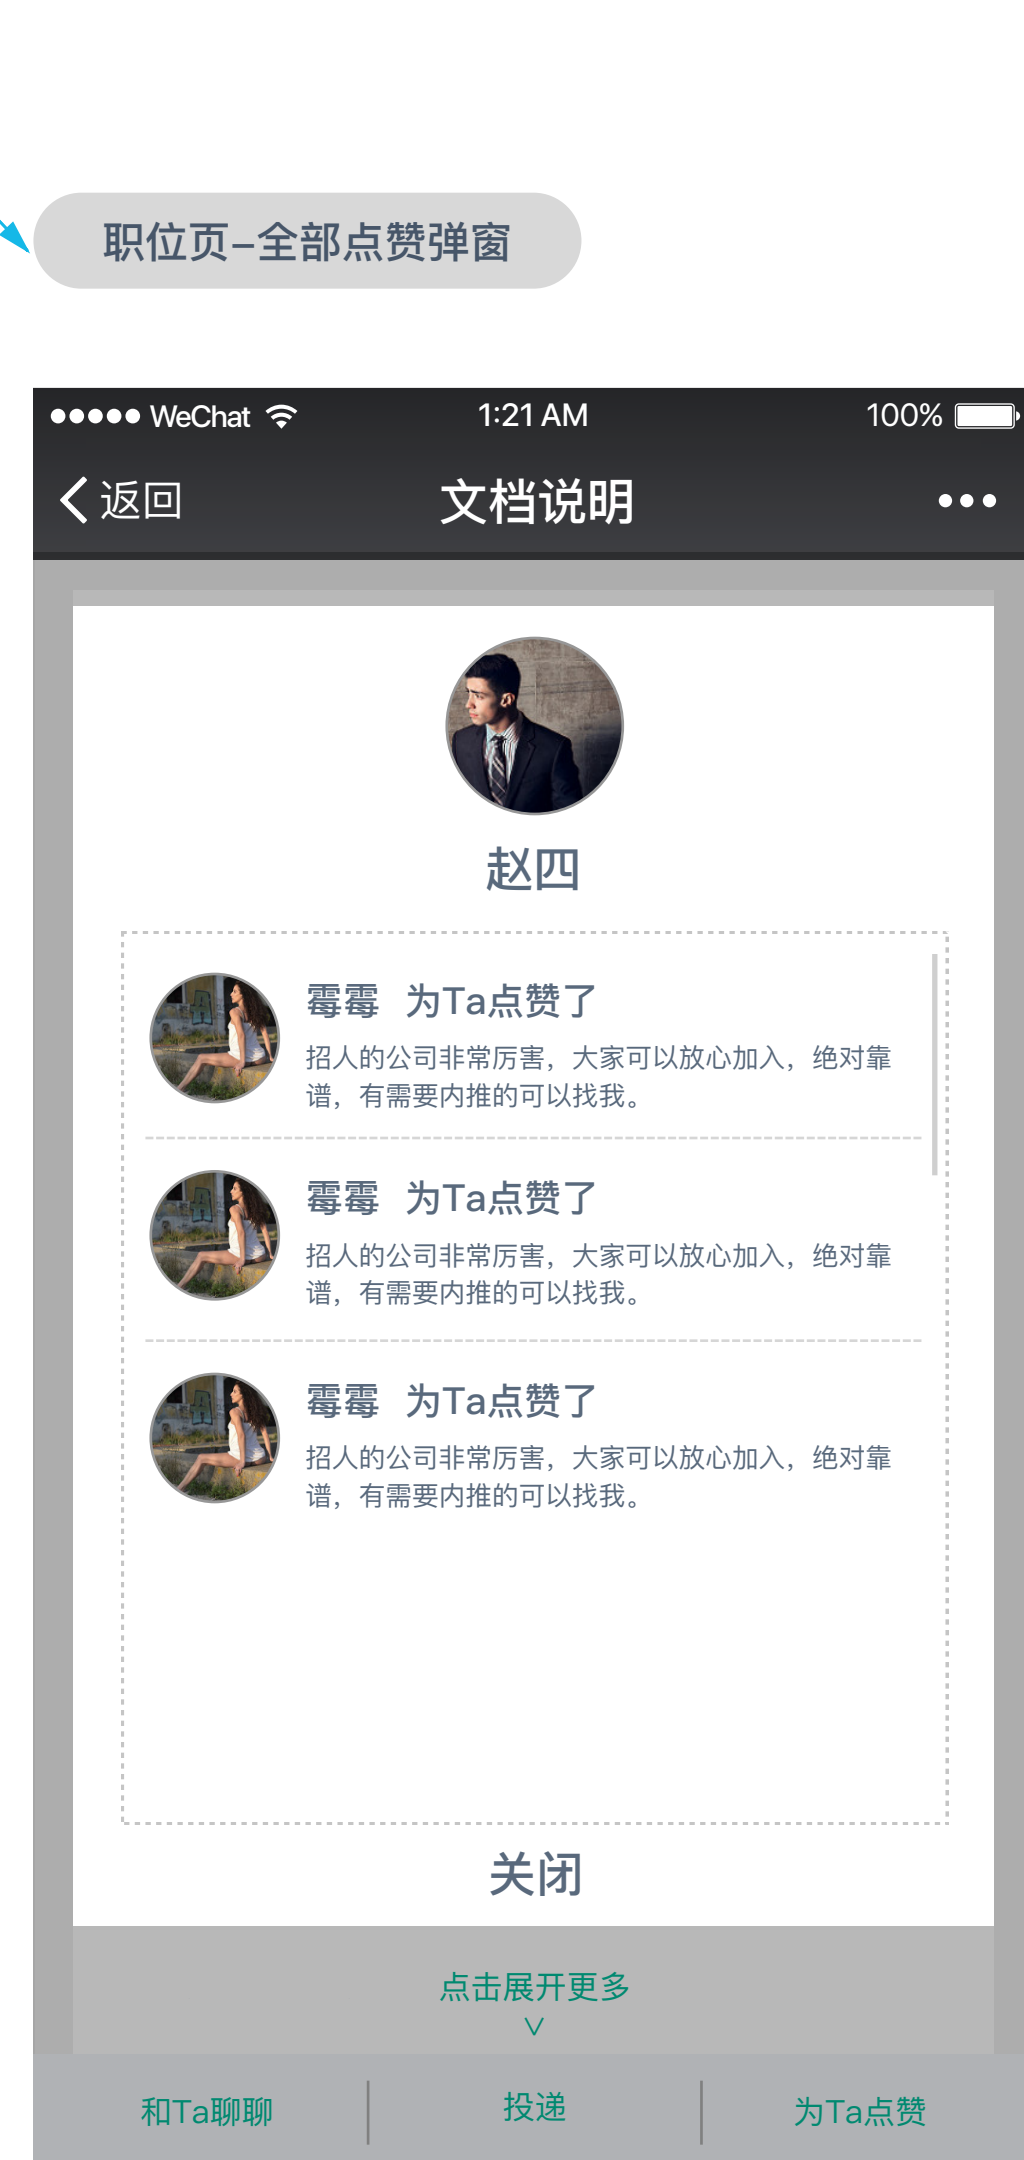 职位页-全部点赞弹窗
WeChat 1:21 AM 100%
返回 文档说明
赵四
霉霉 为Ta点赞了
招人的公司非常厉害，大家可以放心加入，绝对靠
谱，有需要内推的可以找我。
霉霉 为Ta点赞了
招人的公司非常厉害，大家可以放心加入，绝对靠
谱，有需要内推的可以找我。
霉霉 为Ta点赞了
招人的公司非常厉害，大家可以放心加入，绝对靠
谱，有需要内推的可以找我。
关闭
点击展开更多
和Ta聊聊 投递 为Ta点赞